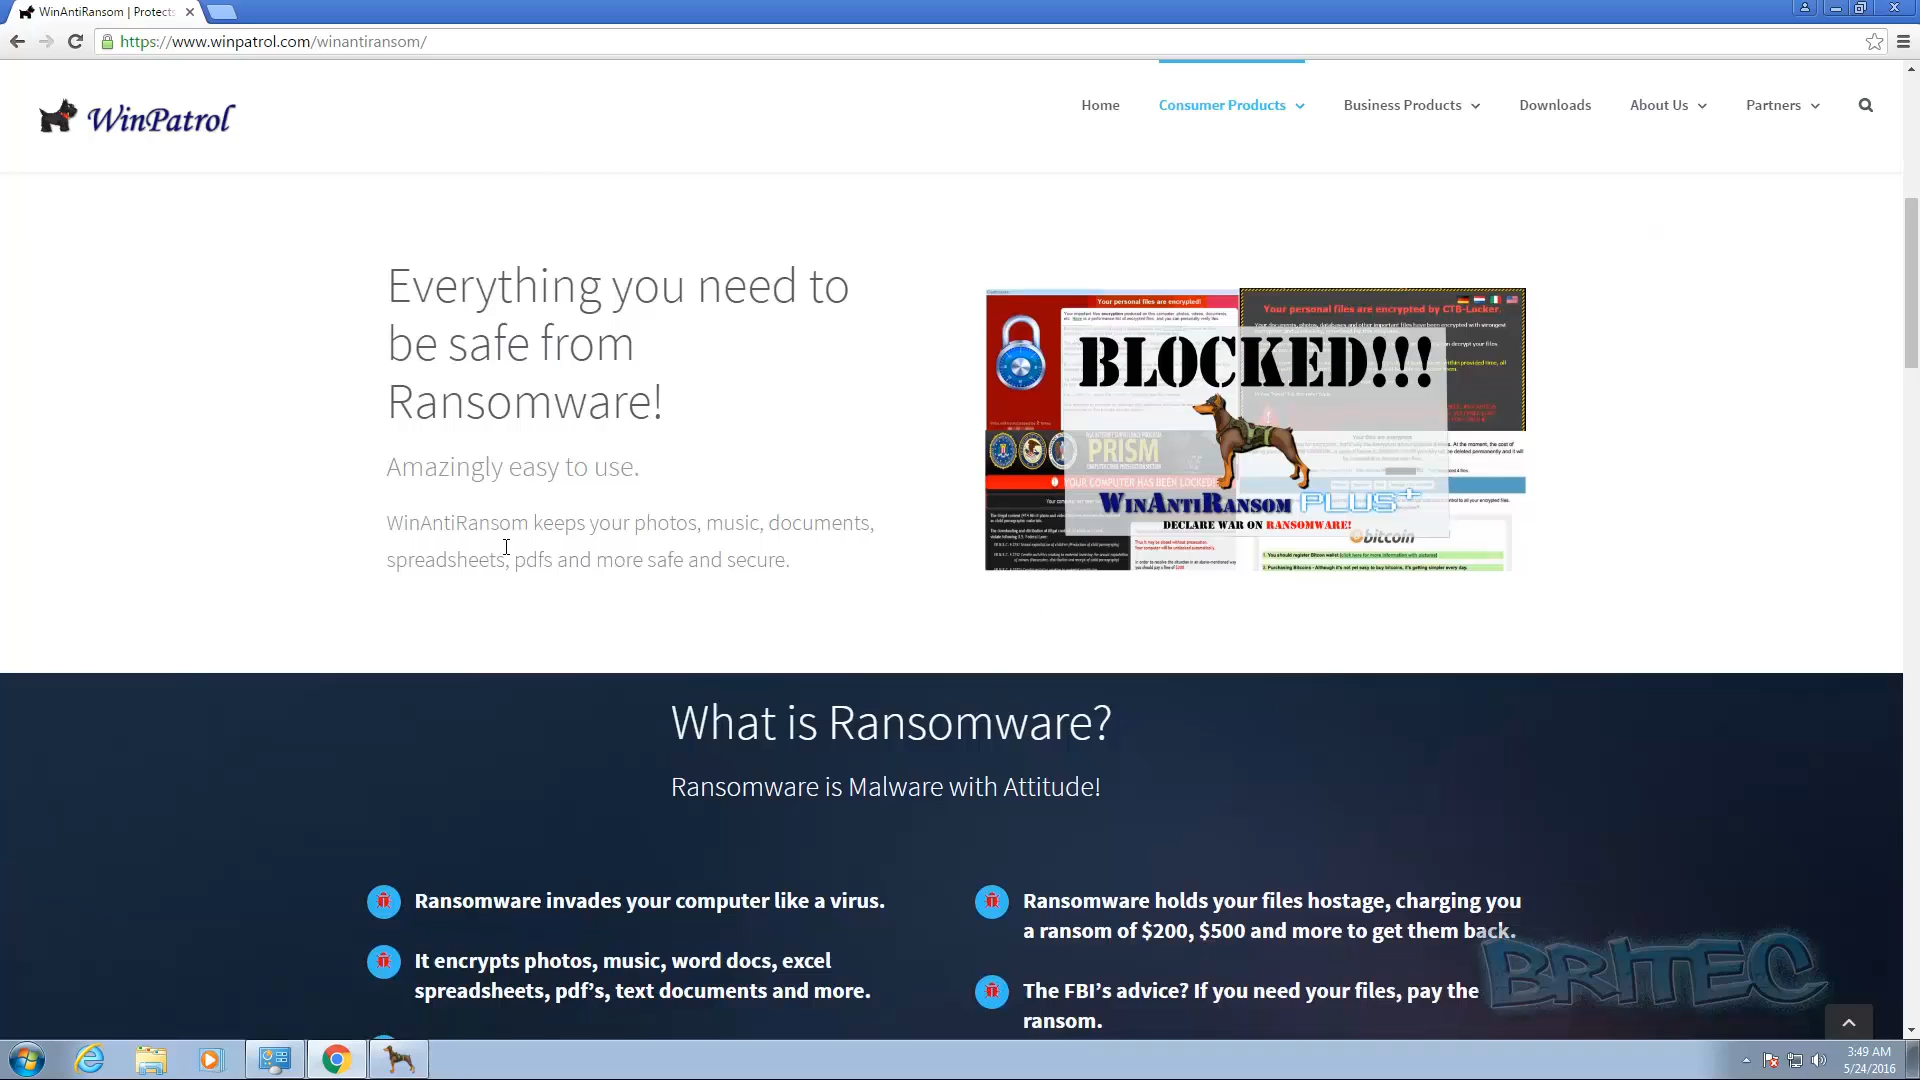 WinAntiRansom | Protects
https://www.winpatrol.com/winantiransom/
WinPatrol
Home
Consumer Products
Business Products
Downloads
About Us
Partners
Everything you need to
be safe from
Ransomware!
Amazingly easy to use.
WinAntiRansom keeps your photos, music, documents,
spreadsheets, pdfs and more safe and secure.
Your personal files are encrypted!
Your personal files are encrypted by CTB-Locker.
BLOCKED!!!
PRISM
YOUR COMPUTER HAS BEEN LOCKED
WINANTIRANSOM PLUS+
DECLARE WAR ON RANSOMWARE!
bitcoin
What is Ransomware?
Ransomware is Malware with Attitude!
Ransomware invades your computer like a virus.
It encrypts photos, music, word docs, excel
spreadsheets, pdf's, text documents and more.
Ransomware holds your files hostage, charging you
a ransom of $200, $500 and more to get them back.
The FBI's advice? If you need your files, pay the
ransom.
BRITEC
3:49 AM
5/24/2016